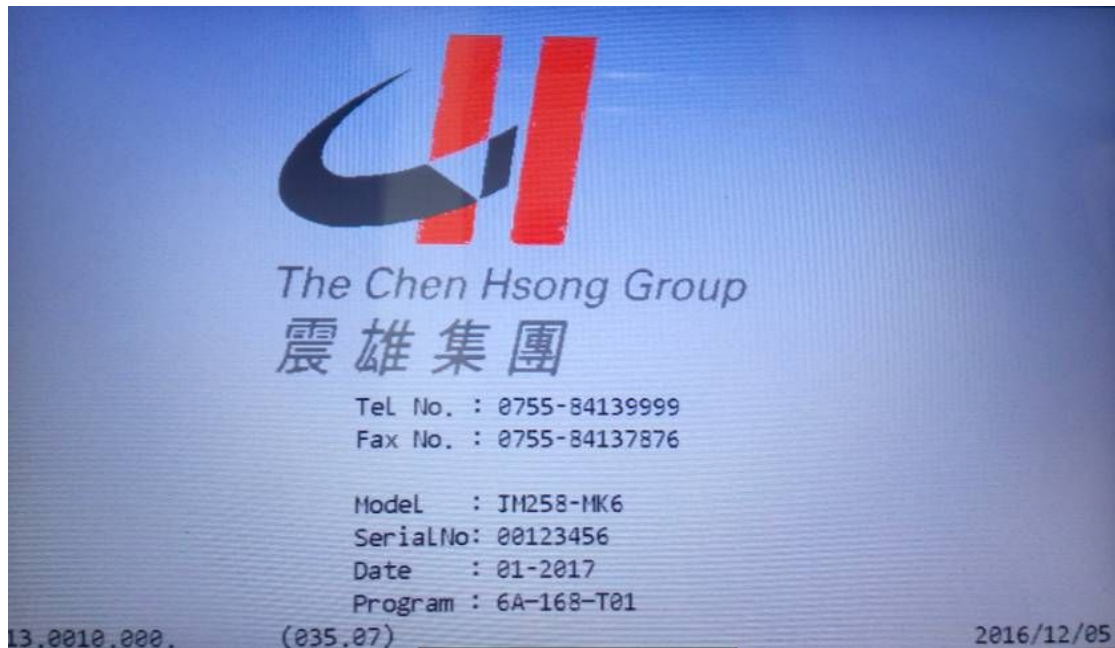 The Chen Hsong Group
震雄集團
Tel No. : 0755-84139999
Fax No. : 0755-84137876
Model : JM258-MK6
SerialNo: 00123456
Date : 01-2017
Program : 6A-168-T01
13.0010.000. (035.07) 2016/12/05